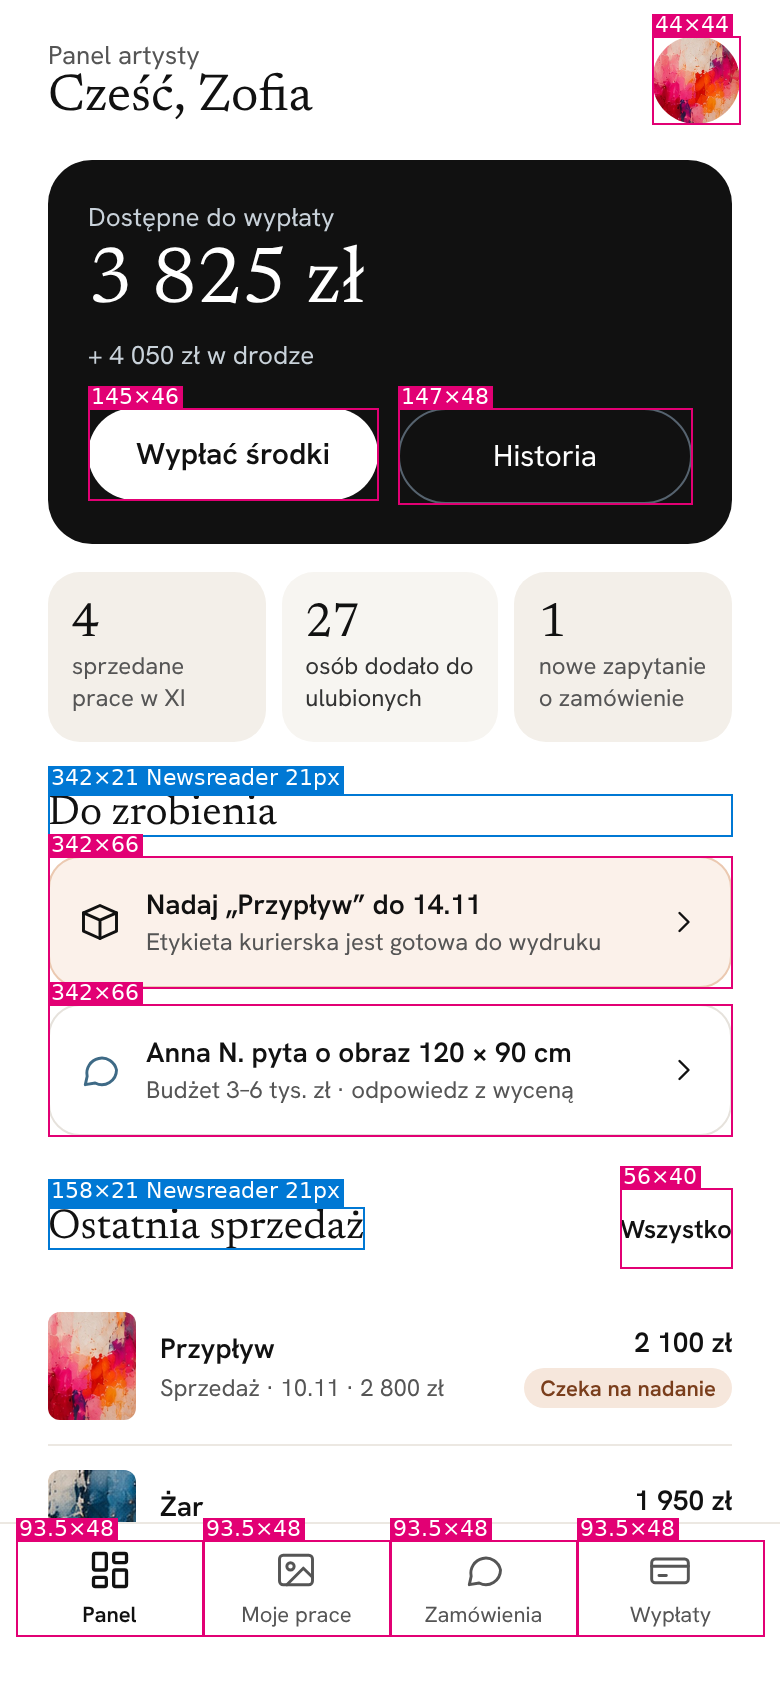 44×44
Panel artysty
Cześć, Zofia
Dostępne do wypłaty
3 825 zł
+ 4 050 zł w drodze
145×46
147×48
Wypłać środki
Historia
4
sprzedane
prace w XI
27
osób dodało do
ulubionych
1
nowe zapytanie
o zamówienie
342×21 Newsreader 21px
Do zrobienia
342×66
Nadaj „Przypływ” do 14.11
Etykieta kurierska jest gotowa do wydruku
342×66
Anna N. pyta o obraz 120 × 90 cm
Budżet 3–6 tys. zł · odpowiedz z wyceną
158×21 Newsreader 21px
56×40
Ostatnia sprzedaż
Wszystko
Przypływ
2 100 zł
Sprzedaż · 10.11 · 2 800 zł
Czeka na nadanie
Żar
1 950 zł
93.5×48
93.5×48
93.5×48
93.5×48
Panel
Moje prace
Zamówienia
Wypłaty